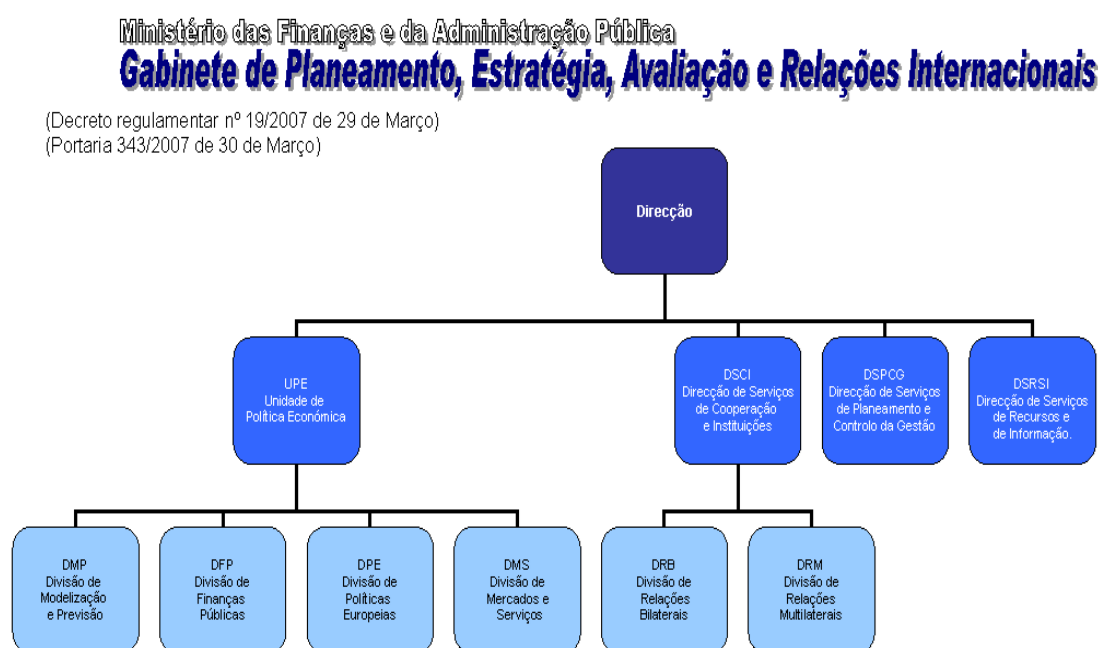 Ministério das Finanças e da Administração Pública
Gabinete de Planeamento, Estratégia, Avaliação e Relações Internacionais
(Decreto regulamentar nº 19/2007 de 29 de Março)
(Portaria 343/2007 de 30 de Março)
Direcção
UPE
Unidade de
Política Económica
DSCI
Direcção de Serviços
de Cooperação
e Instituições
DSPCG
Direcção de Serviços
de Planeamento e
Controlo da Gestão
DSRSI
Direcção de Serviços
de Recursos e
de Informação.
DMP
Divisão de
Modelização
e Previsão
DFP
Divisão de
Finanças
Públicas
DPE
Divisão de
Políticas
Europeias
DMS
Divisão de
Mercados e
Serviços
DRB
Divisão de
Relações
Bilaterais
DRM
Divisão de
Relações
Multilaterais